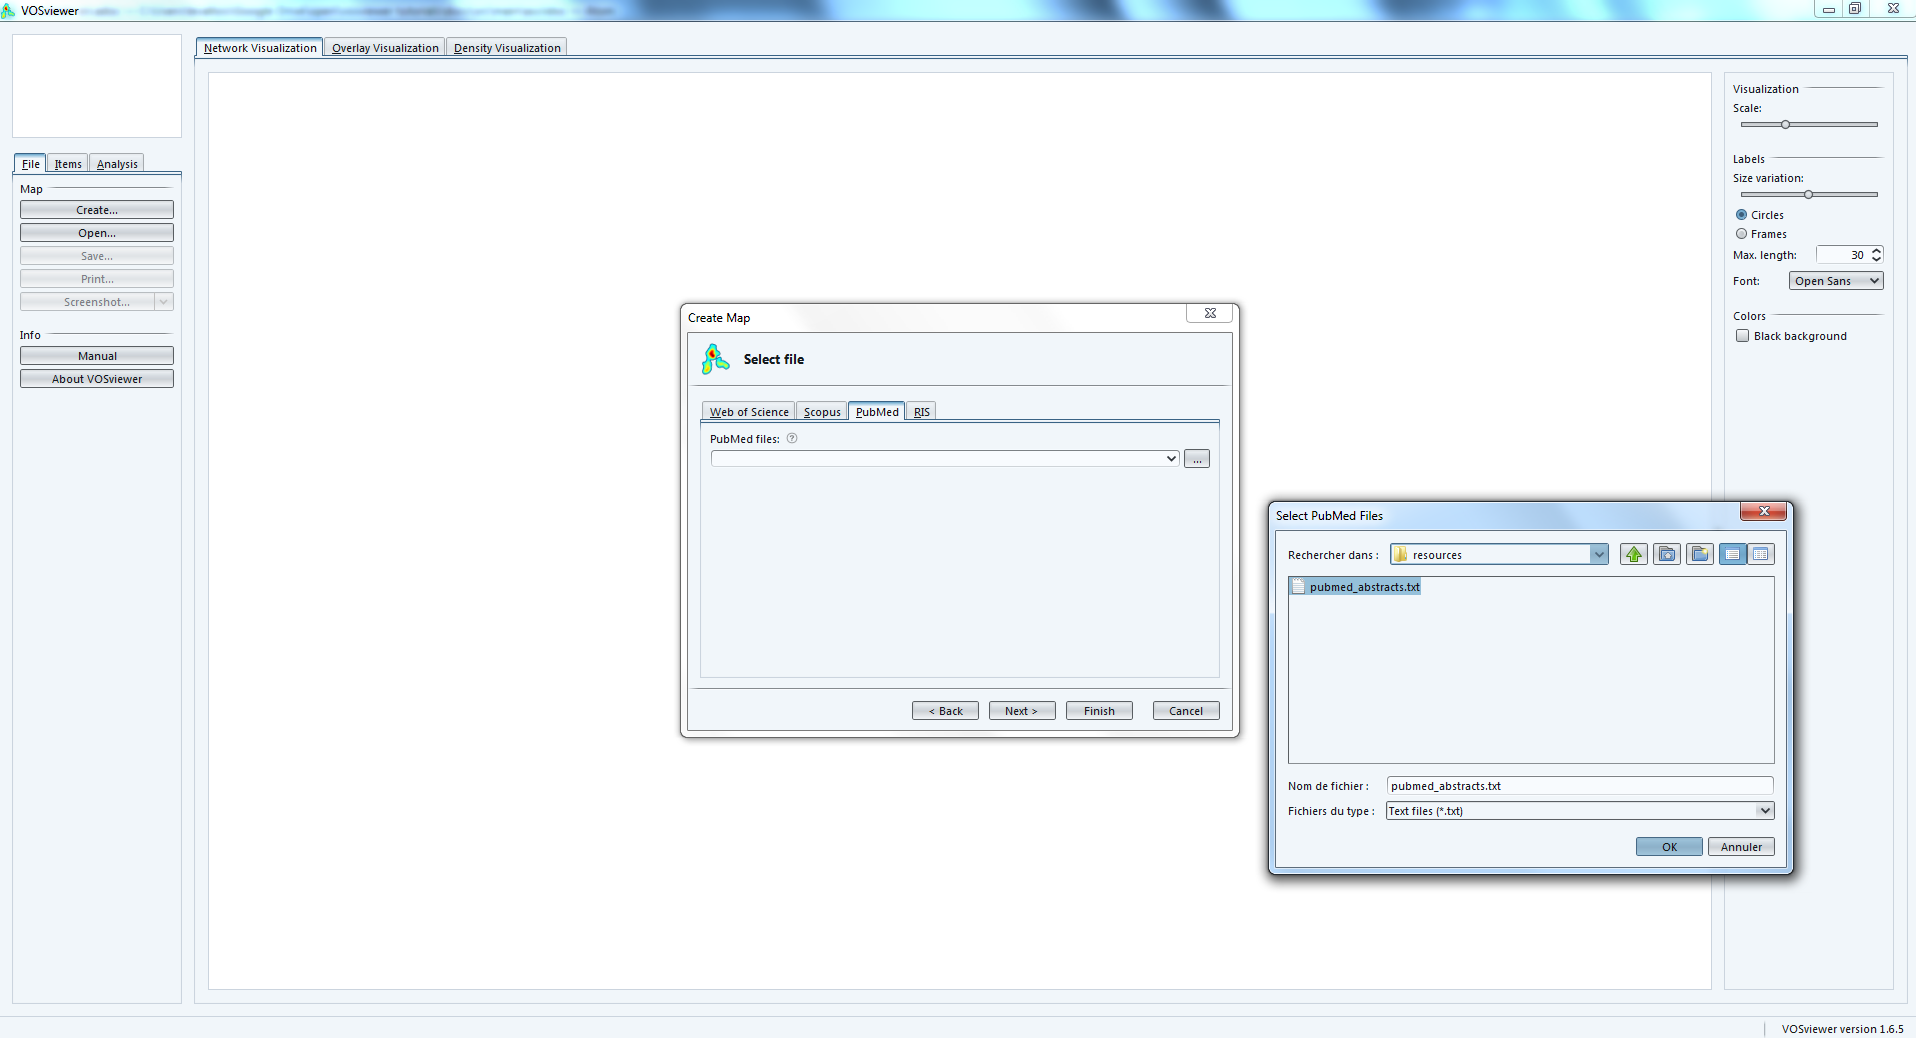 VOSviewer
Network Visualization
Overlay Visualization
Density Visualization
File
Items
Analysis
Map
Create...
Open...
Save...
Print...
Screenshot...
Info
Manual
About VOSviewer
Create Map
Select file
Web of Science
Scopus
PubMed
RIS
PubMed files:
?
...
< Back
Next >
Finish
Cancel
Select PubMed Files
Rechercher dans :
resources
pubmed_abstracts.txt
Nom de fichier :
pubmed_abstracts.txt
Fichiers du type :
Text files (*.txt)
OK
Annuler
Visualization
Scale:
Labels
Size variation:
Circles
Frames
Max. length:
30
Font:
Open Sans
Colors
Black background
VOSviewer version 1.6.5